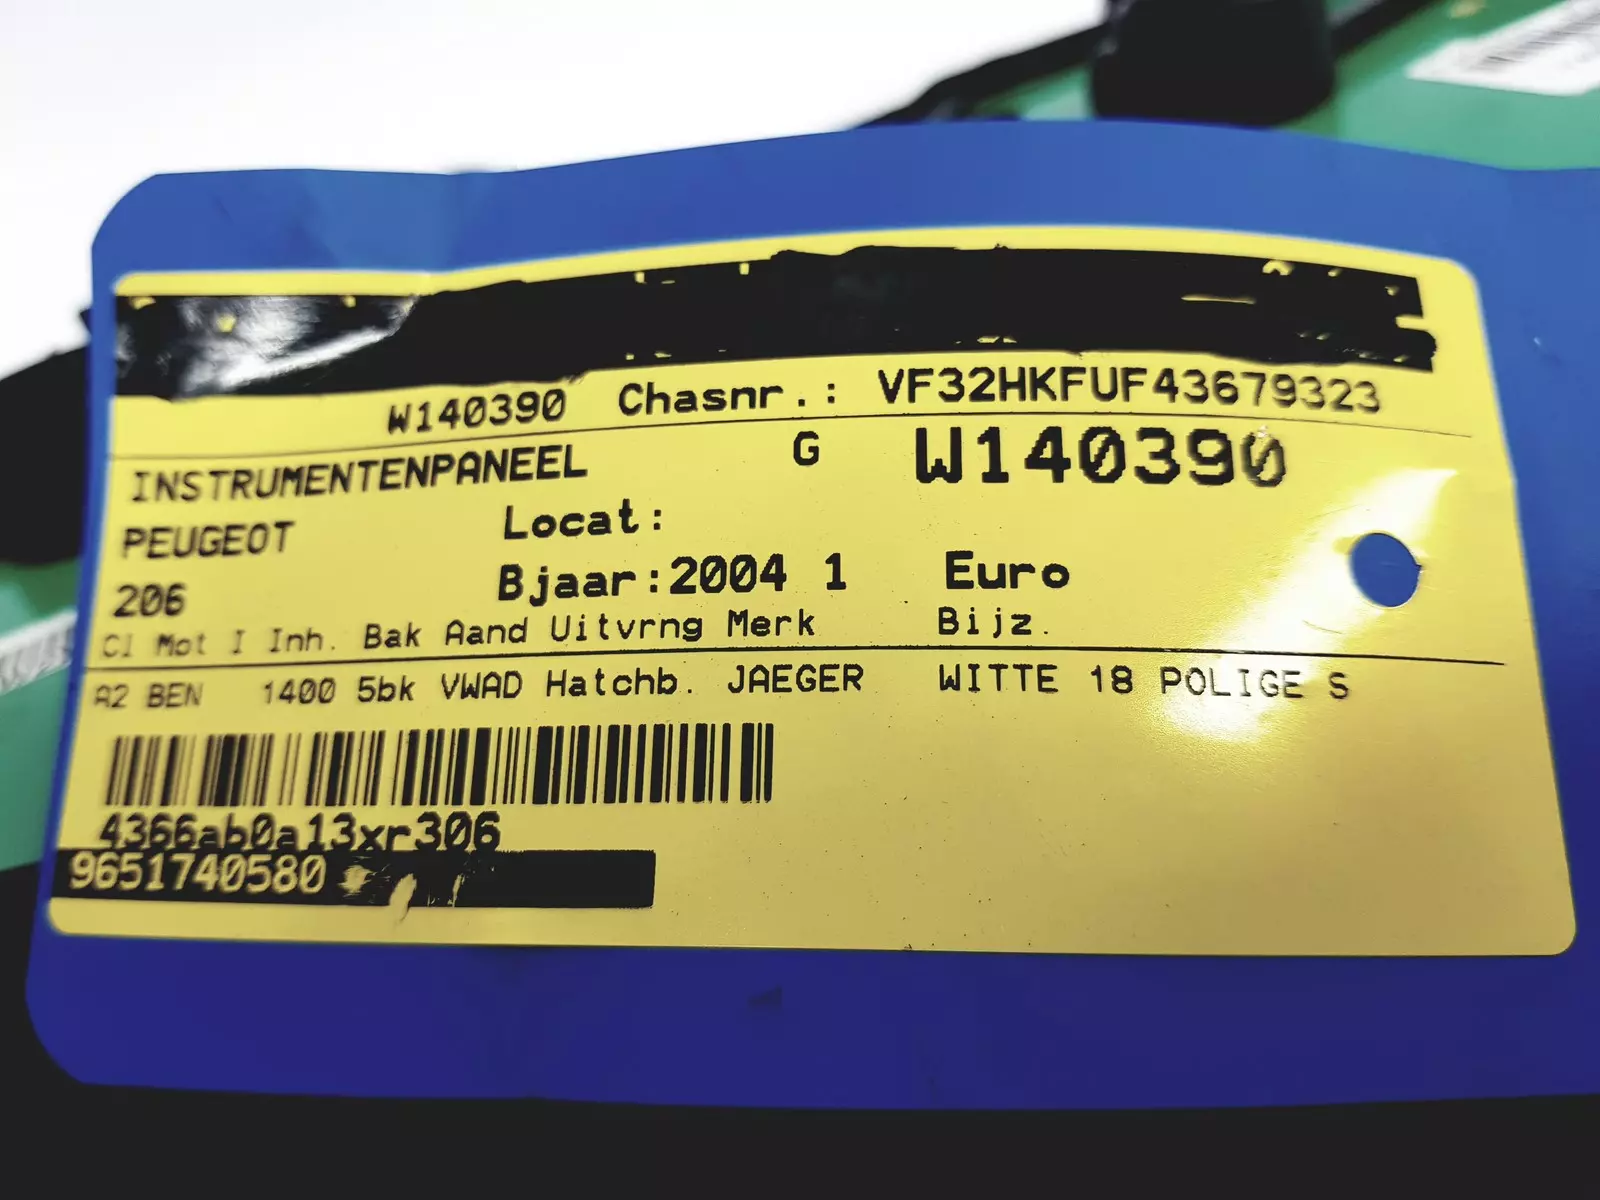 W140390 Chasnr.: VF32HKFUF43679323
INSTRUMENTENPANEEL G W140390
PEUGEOT Locat:
206 Bjaar:2004 1 Euro
Cl Mot I Inh. Bak Aand Uitvrng Merk Bijz.
A2 BEN 1400 5bk VWAD Hatchb. JAEGER WITTE 18 POLIGE S
4366ab0a13xr306
9651740580